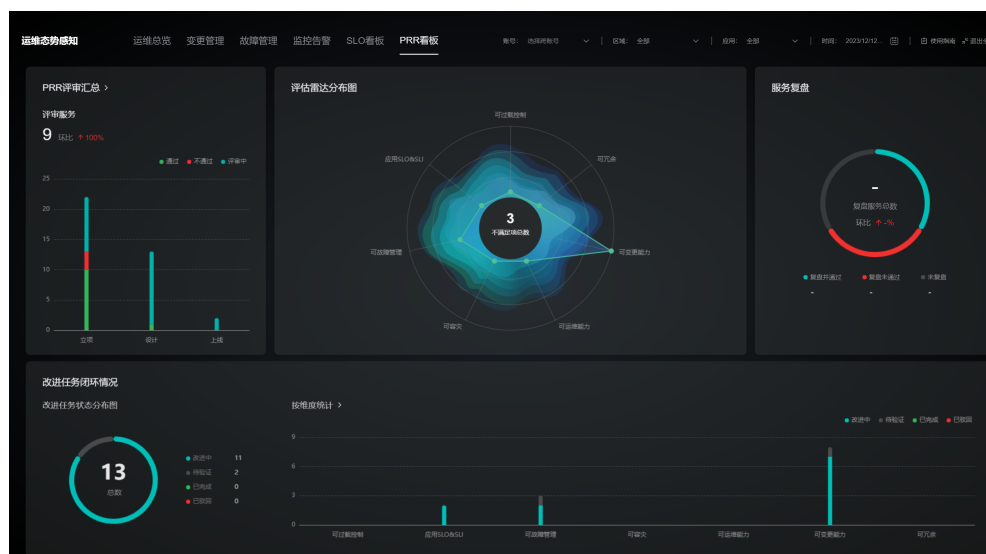 运维态势感知 运维总览 变更管理 故障管理 监控告警 SLO看板 PRR看板 账号: 选择类账号 区域: 全部 应用: 全部 时间: 2023/12/12... 使用指南
PRR评审汇总 >
评审服务
9 环比 ↑ 100%
通过 不通过 评审中
25
20
15
10
5
0
立项 设计 上线
评估雷达分布图
可过载控制
应用SLO&SLI 可冗余
3
不满足项总数
可故障管理 可变更能力
可容灾 可运维能力
服务复盘
-
复盘服务总数
环比 ↑ -%
复盘并通过 复盘未通过 未复盘
- - -
改进任务闭环情况
改进任务状态分布图
13
总数
改进中 11
待验证 2
已完成 0
已驳回 0
按维度统计 >
改进中 待验证 已完成 已驳回
9
6
3
0
可过载控制 应用SLO&SLI 可故障管理 可容灾 可运维能力 可变更能力 可冗余